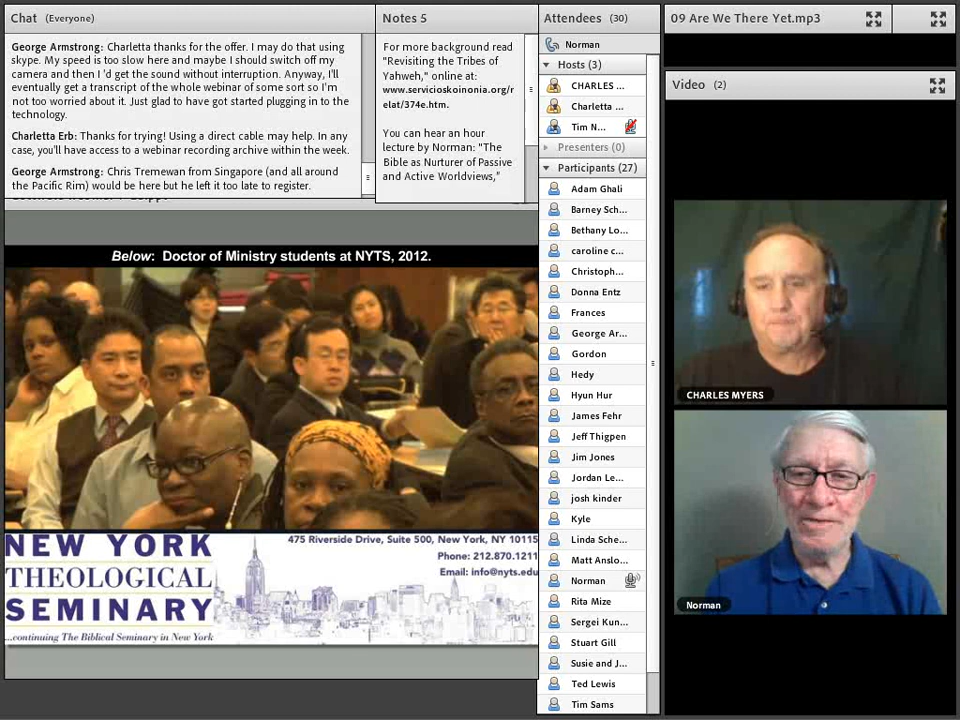 Chat (Everyone)
George Armstrong: Charletta thanks for the offer. I may do that using
skype. My speed is too slow here and maybe I should switch off my
camera and then I 'd get the sound without interruption. Anyway, I'll
eventually get a transcript of the whole webinar of some sort so I'm
not too worried about it. Just glad to have got started plugging in to the
technology.
Charletta Erb: Thanks for trying! Using a direct cable may help. In any
case, you'll have access to a webinar recording archive within the week.
George Armstrong: Chris Tremewan from Singapore (and all around
the Pacific Rim) would be here but he left it too late to register.
Notes 5
For more background read
"Revisiting the Tribes of
Yahweh," online at:
www.servicioskoinonia.org/r
elat/374e.htm.
You can hear an hour
lecture by Norman: "The
Bible as Nurturer of Passive
and Active Worldviews,"
Below: Doctor of Ministry students at NYTS, 2012.
NEW YORK
THEOLOGICAL
SEMINARY
...continuing The Biblical Seminary in New York
475 Riverside Drive, Suite 500, New York, NY 10115
Phone: 212.870.1211
Email: info@nyts.edu
Attendees (30)
Norman
Hosts (3)
CHARLES ...
Charletta ...
Tim N...
Presenters (0)
Participants (27)
Adam Ghali
Barney Sch...
Bethany Lo...
caroline c...
Christoph...
Donna Entz
Frances
George Ar...
Gordon
Hedy
Hyun Hur
James Fehr
Jeff Thigpen
Jim Jones
Jordan Le...
josh kinder
Kyle
Linda Sche...
Matt Anslo...
Norman
Rita Mize
Sergei Kun...
Stuart Gill
Susie and J...
Ted Lewis
Tim Sams
09 Are We There Yet.mp3
Video (2)
CHARLES MYERS
Norman